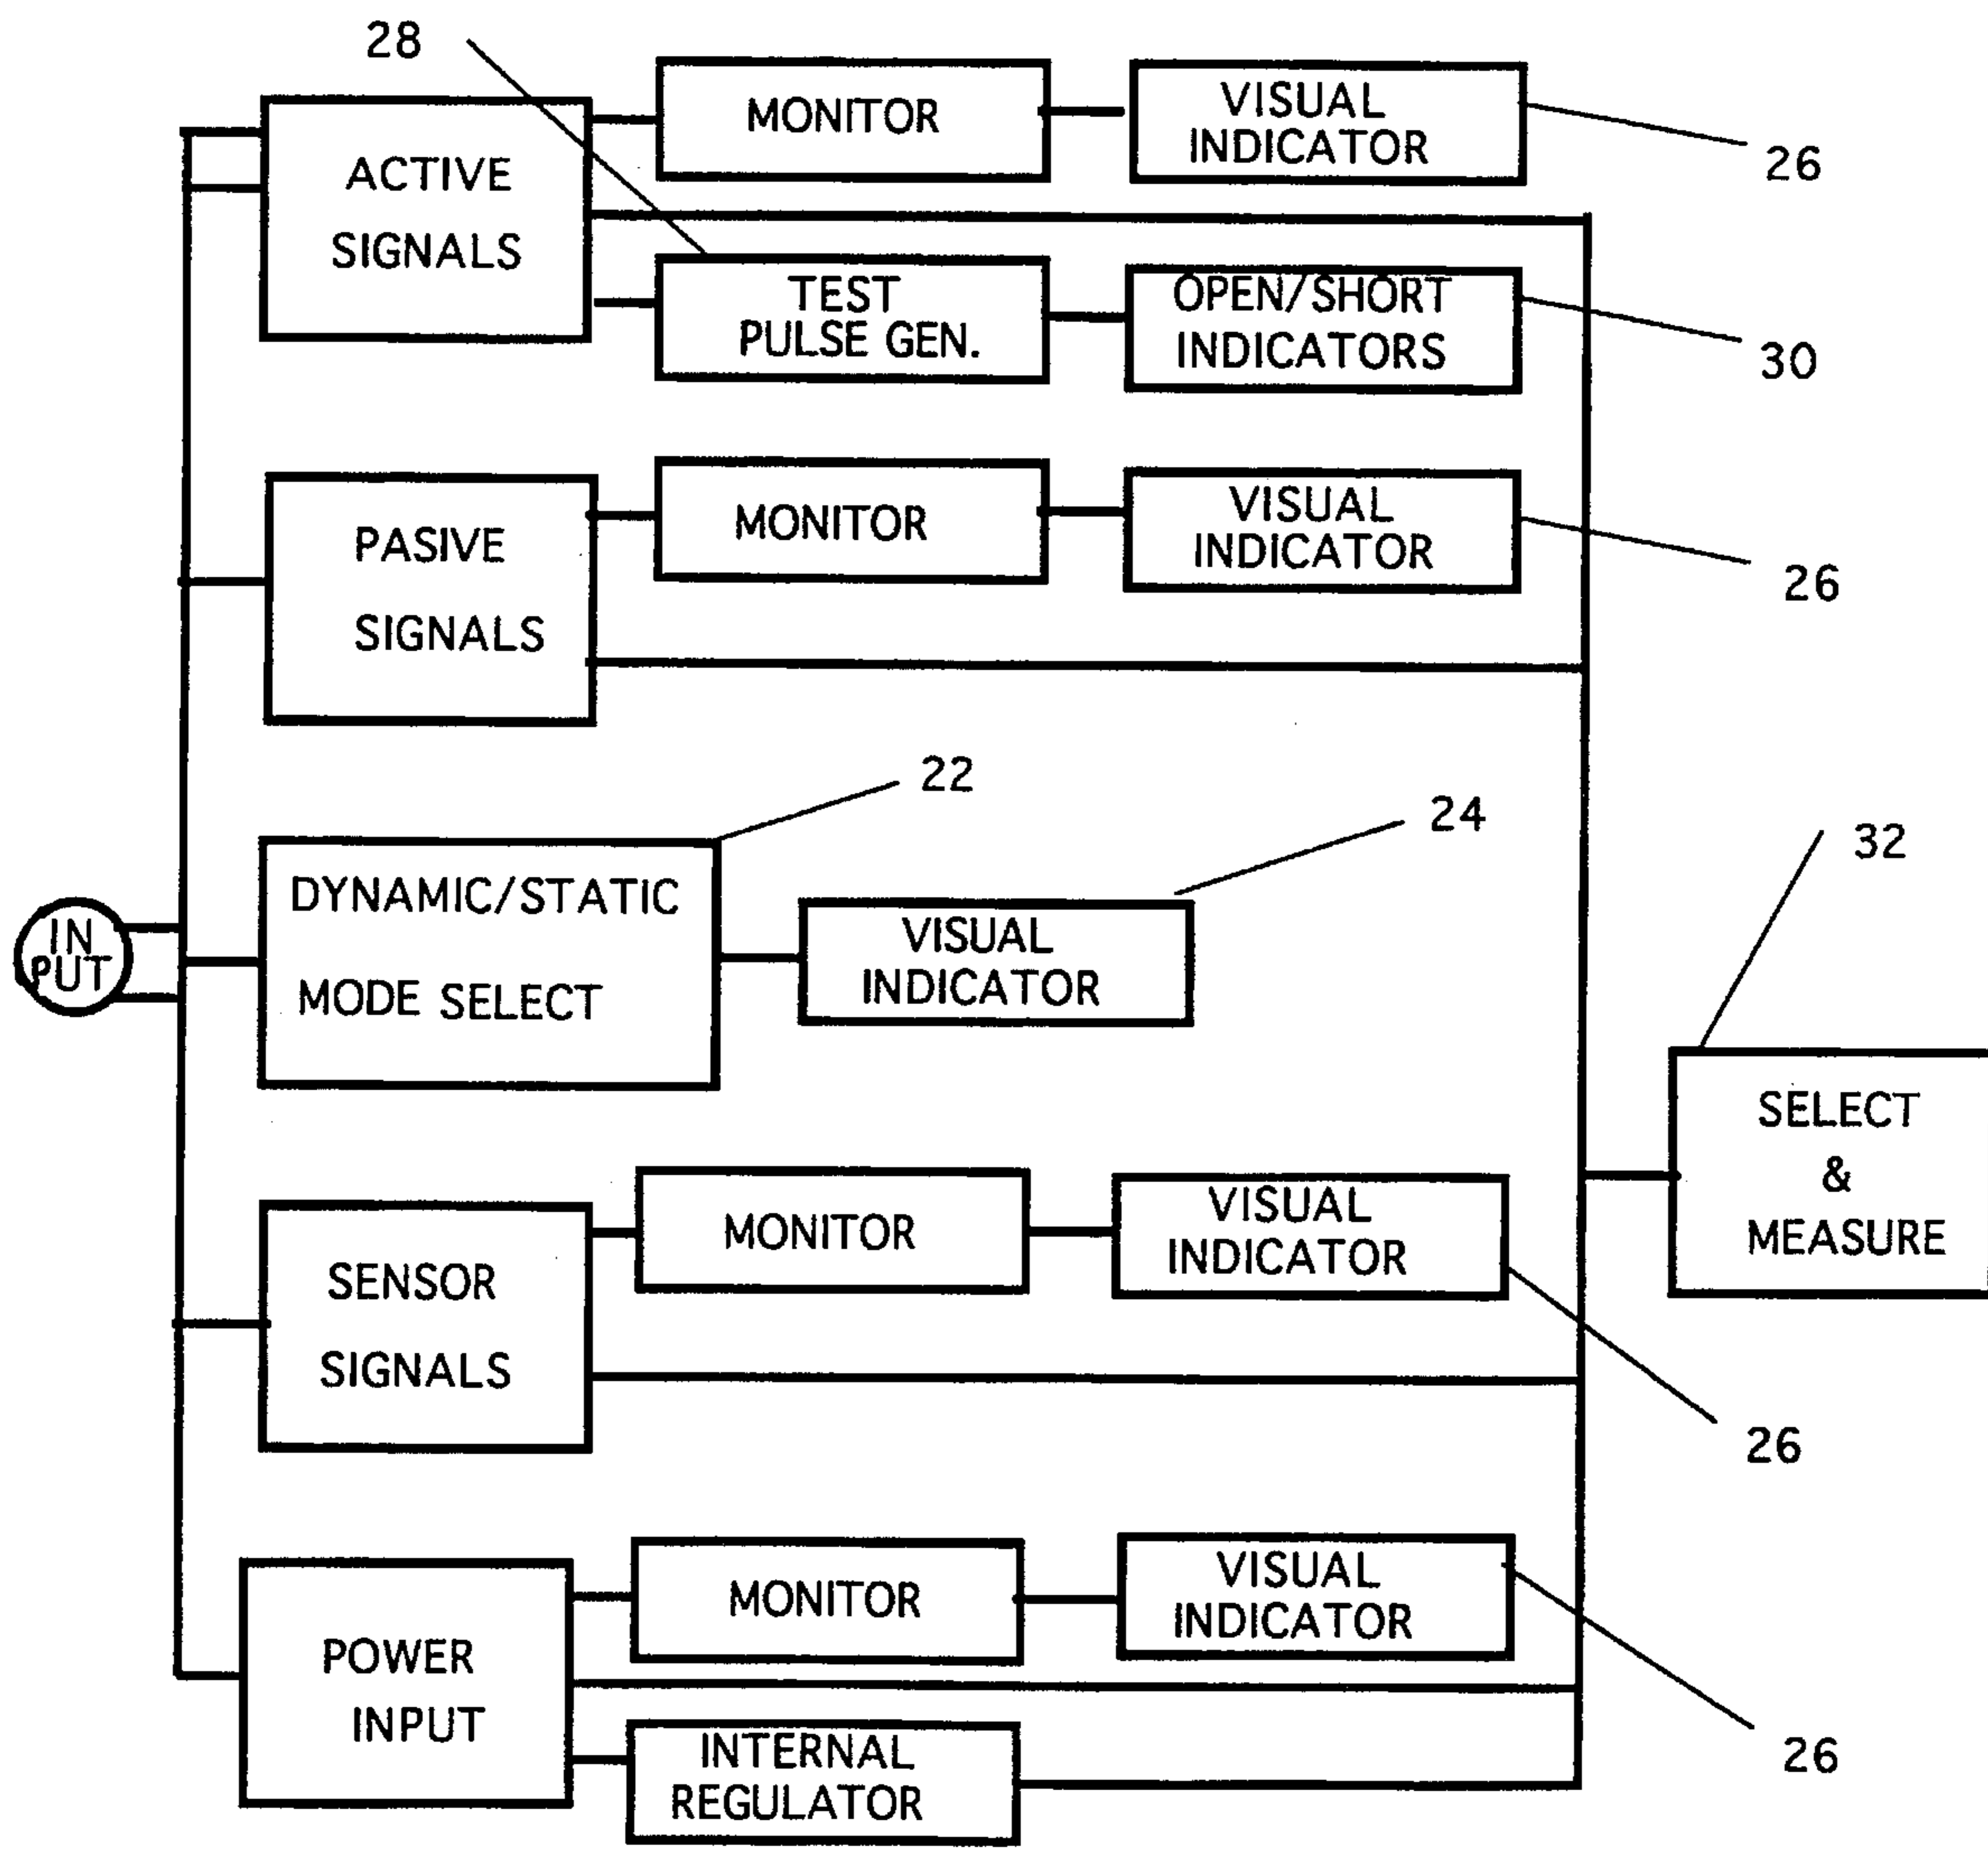 28
MONITOR
VISUAL
INDICATOR
26
ACTIVE
SIGNALS
TEST
PULSE GEN.
OPEN/SHORT
INDICATORS
30
PASIVE
SIGNALS
MONITOR
VISUAL
INDICATOR
26
22
24
32
DYNAMIC/STATIC
MODE SELECT
VISUAL
INDICATOR
IN
PUT
SELECT
&
MEASURE
SENSOR
SIGNALS
MONITOR
VISUAL
INDICATOR
26
POWER
INPUT
MONITOR
VISUAL
INDICATOR
26
INTERNAL
REGULATOR